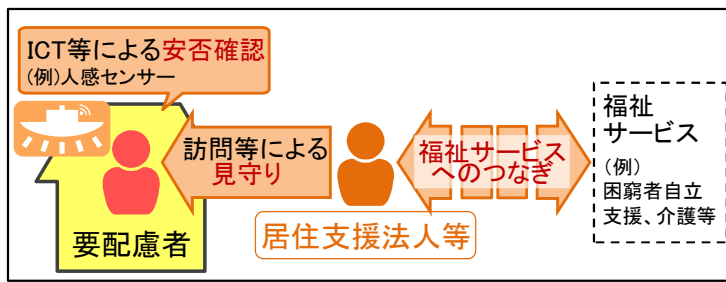 ICT等による安否確認
(例)人感センサー
訪問等による
見守り
要配慮者
居住支援法人等
福祉サービス
へのつなぎ
福祉
サービス
(例)
困窮者自立
支援、介護等